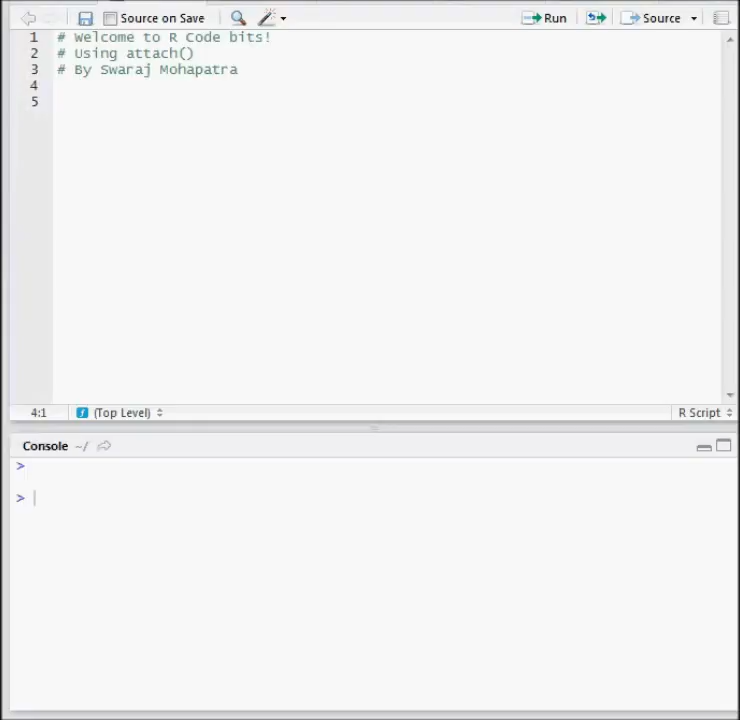 Source on Save Run Source
1 # Welcome to R Code bits!
2 # Using attach()
3 # By Swaraj Mohapatra
4
5
4:1 (Top Level) R Script
Console ~/
>
>